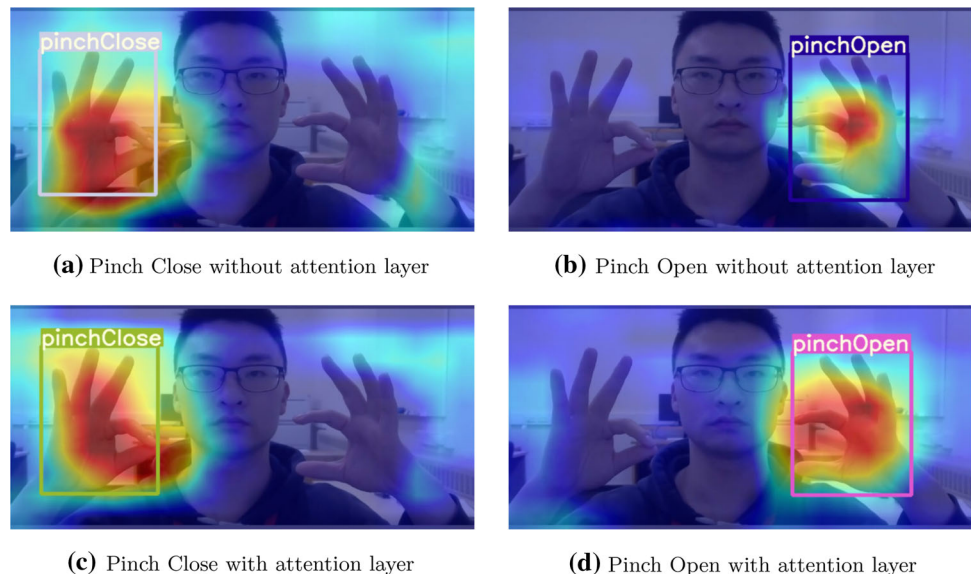 pinchClose
pinchOpen
(a) Pinch Close without attention layer
(b) Pinch Open without attention layer
pinchClose
pinchOpen
(c) Pinch Close with attention layer
(d) Pinch Open with attention layer